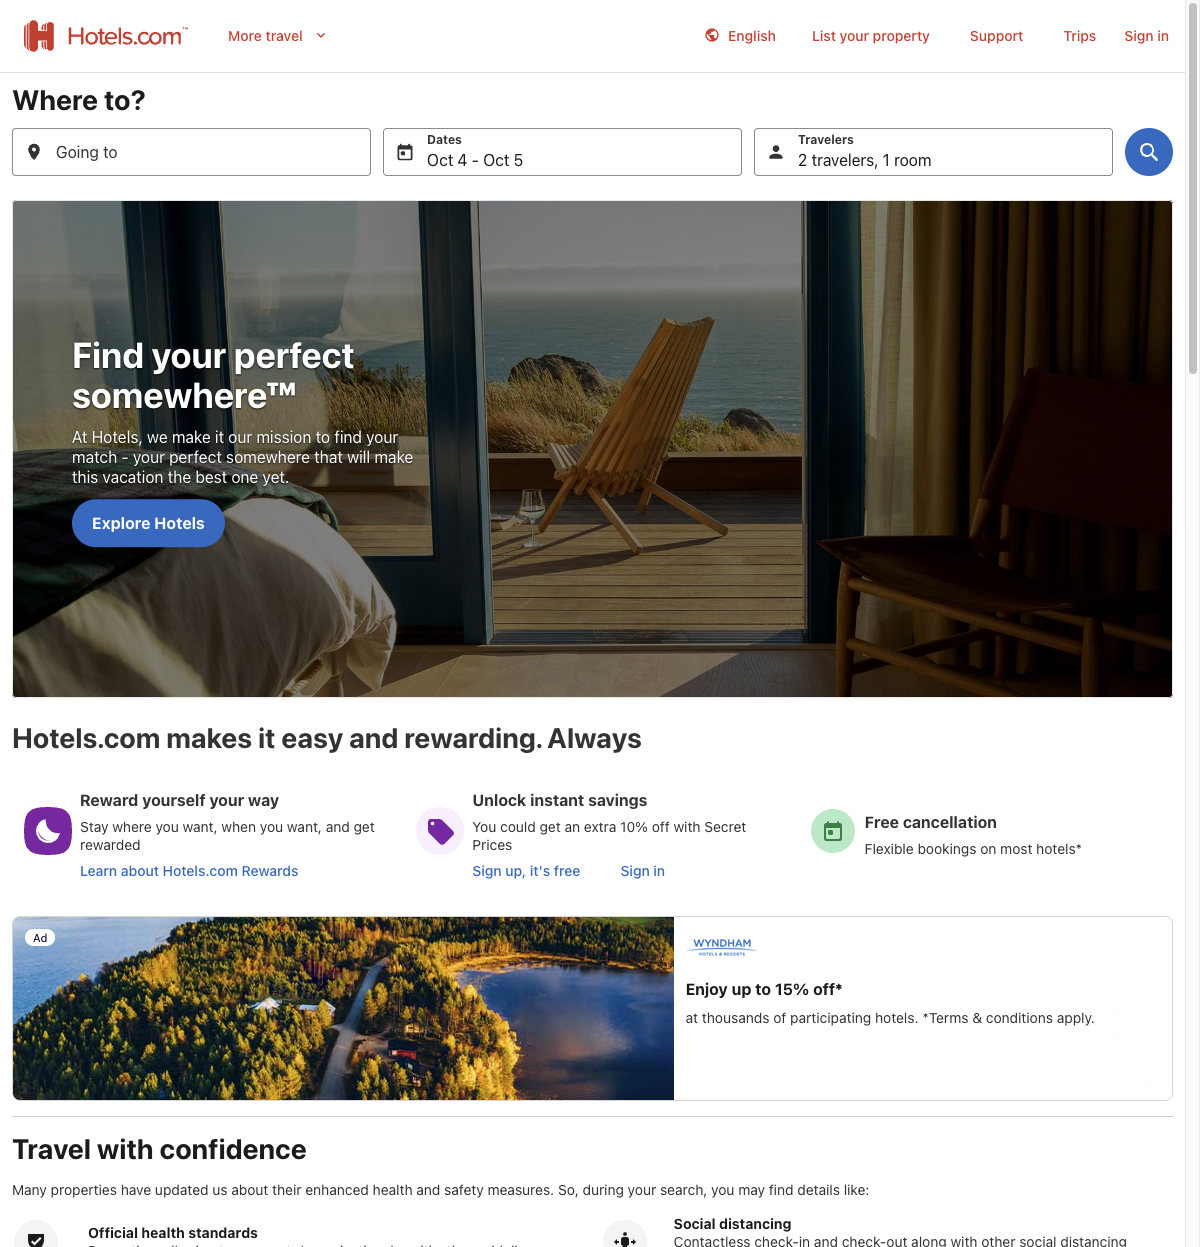 Hotels.com™
More travel
English
List your property
Support
Trips
Sign in
Where to?
Going to
Dates
Oct 4 - Oct 5
Travelers
2 travelers, 1 room
Find your perfect
somewhere™
At Hotels, we make it our mission to find your
match - your perfect somewhere that will make
this vacation the best one yet.
Explore Hotels
Hotels.com makes it easy and rewarding. Always
Reward yourself your way
Stay where you want, when you want, and get
rewarded
Learn about Hotels.com Rewards
Unlock instant savings
You could get an extra 10% off with Secret
Prices
Sign up, it's free
Sign in
Free cancellation
Flexible bookings on most hotels*
Ad
WYNDHAM
HOTELS & RESORTS
Enjoy up to 15% off*
at thousands of participating hotels. *Terms & conditions apply.
Travel with confidence
Many properties have updated us about their enhanced health and safety measures. So, during your search, you may find details like:
Official health standards
Social distancing
Contactless check-in and check-out along with other social distancing